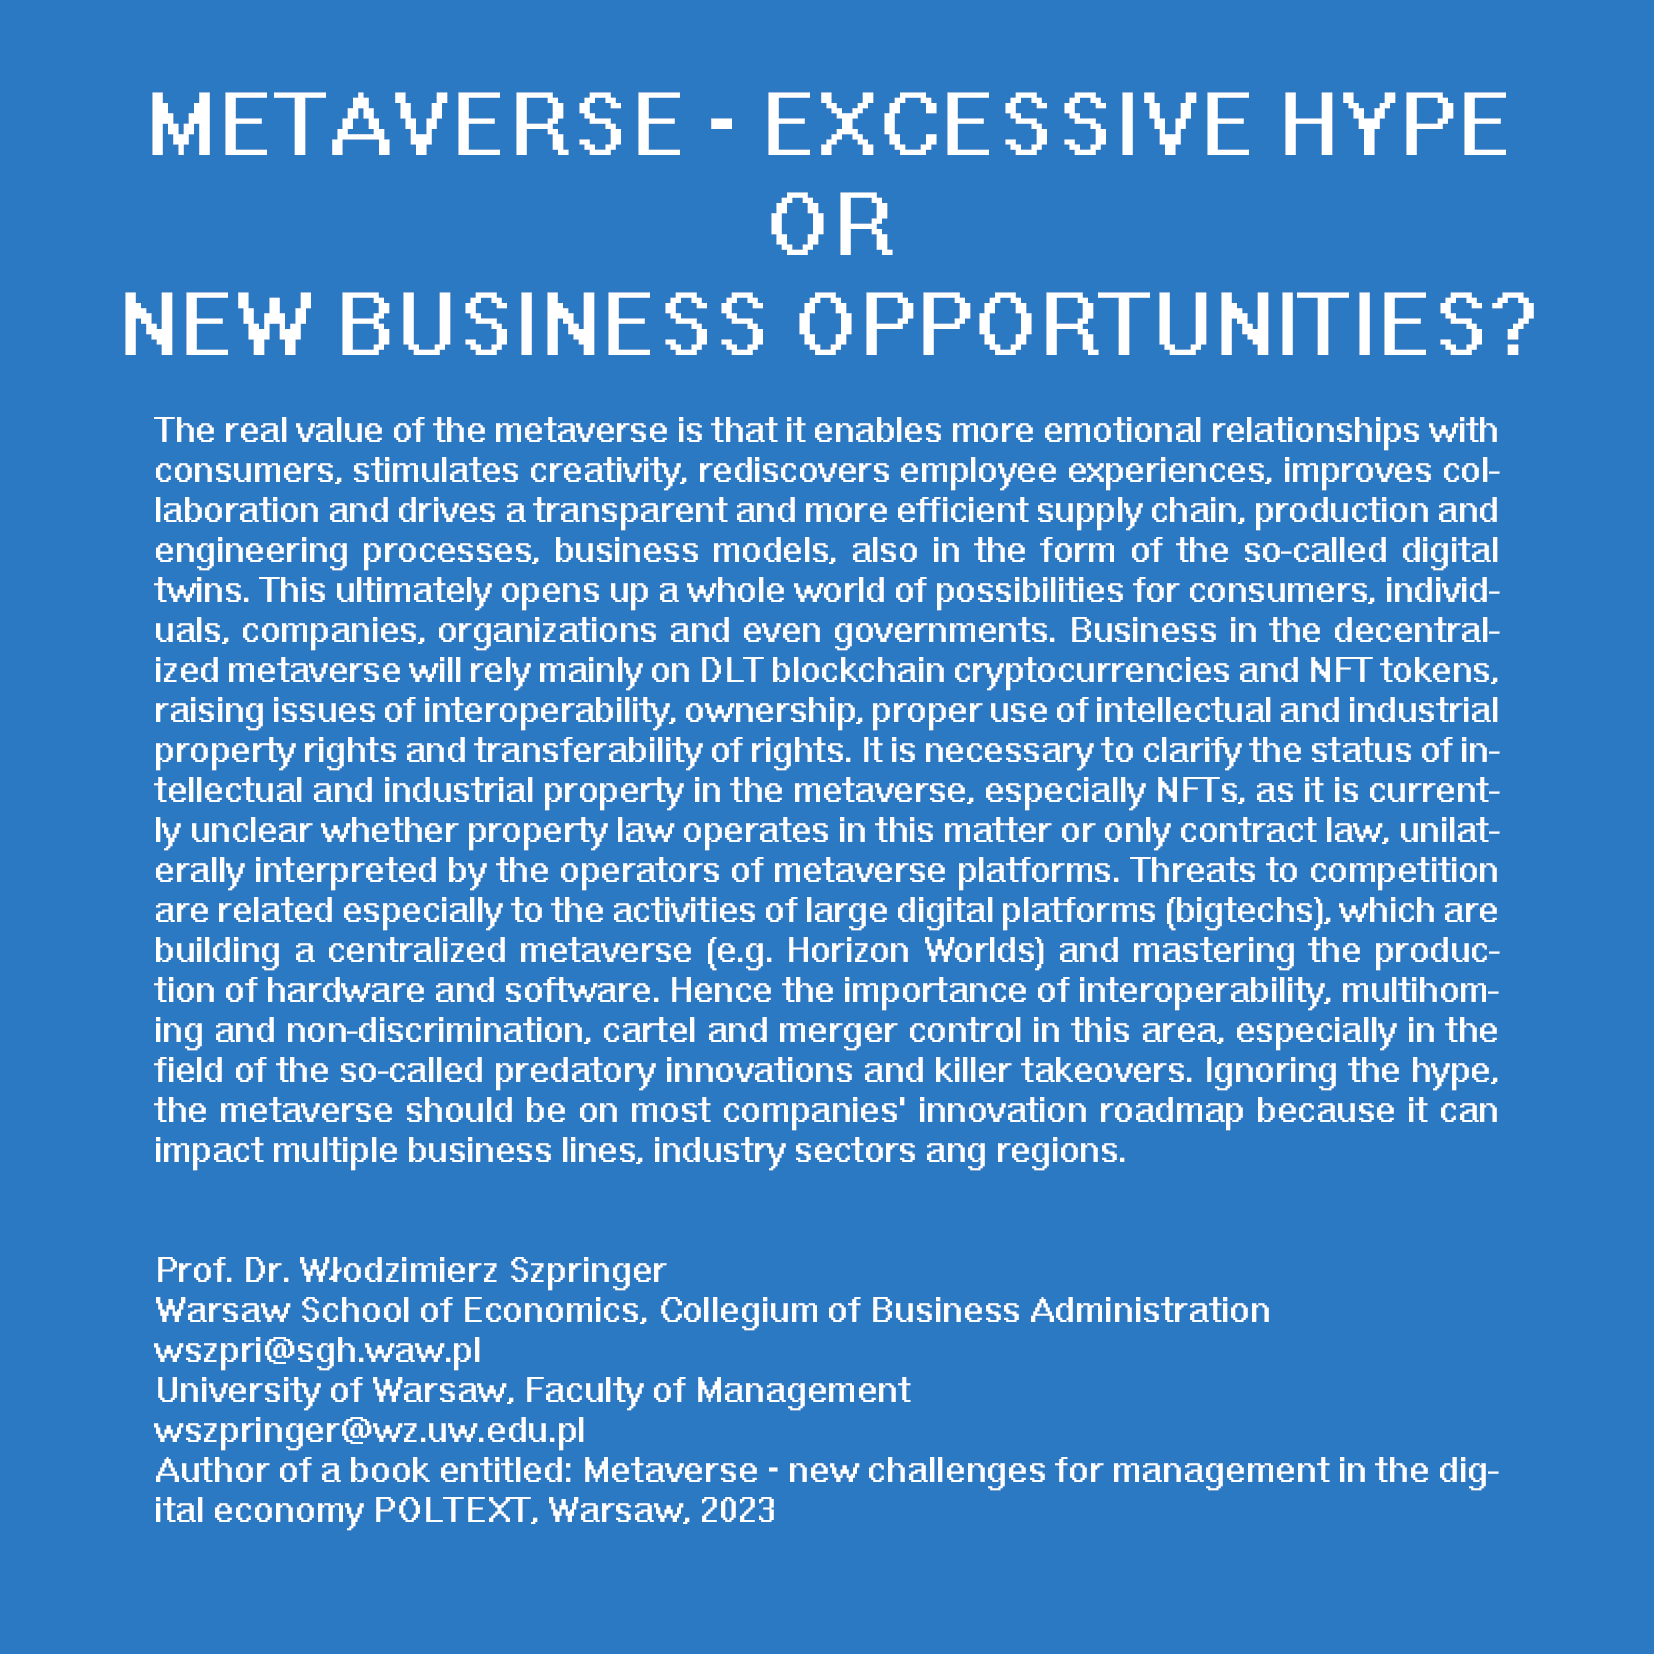 METAVERSE - EXCESSIVE HYPE
OR
NEW BUSINESS OPPORTUNITIES?
The real value of the metaverse is that it enables more emotional relationships with
consumers, stimulates creativity, rediscovers employee experiences, improves col-
laboration and drives a transparent and more efficient supply chain, production and
engineering processes, business models, also in the form of the so-called digital
twins. This ultimately opens up a whole world of possibilities for consumers, individ-
uals, companies, organizations and even governments. Business in the decentral-
ized metaverse will rely mainly on DLT blockchain cryptocurrencies and NFT tokens,
raising issues of interoperability, ownership, proper use of intellectual and industrial
property rights and transferability of rights. It is necessary to clarify the status of in-
tellectual and industrial property in the metaverse, especially NFTs, as it is current-
ly unclear whether property law operates in this matter or only contract law, unilat-
erally interpreted by the operators of metaverse platforms. Threats to competition
are related especially to the activities of large digital platforms (bigtechs), which are
building a centralized metaverse (e.g. Horizon Worlds) and mastering the produc-
tion of hardware and software. Hence the importance of interoperability, multihom-
ing and non-discrimination, cartel and merger control in this area, especially in the
field of the so-called predatory innovations and killer takeovers. Ignoring the hype,
the metaverse should be on most companies' innovation roadmap because it can
impact multiple business lines, industry sectors ang regions.
Prof. Dr. Włodzimierz Szpringer
Warsaw School of Economics, Collegium of Business Administration
wszpri@sgh.waw.pl
University of Warsaw, Faculty of Management
wszpringer@wz.uw.edu.pl
Author of a book entitled: Metaverse - new challenges for management in the dig-
ital economy POLTEXT, Warsaw, 2023